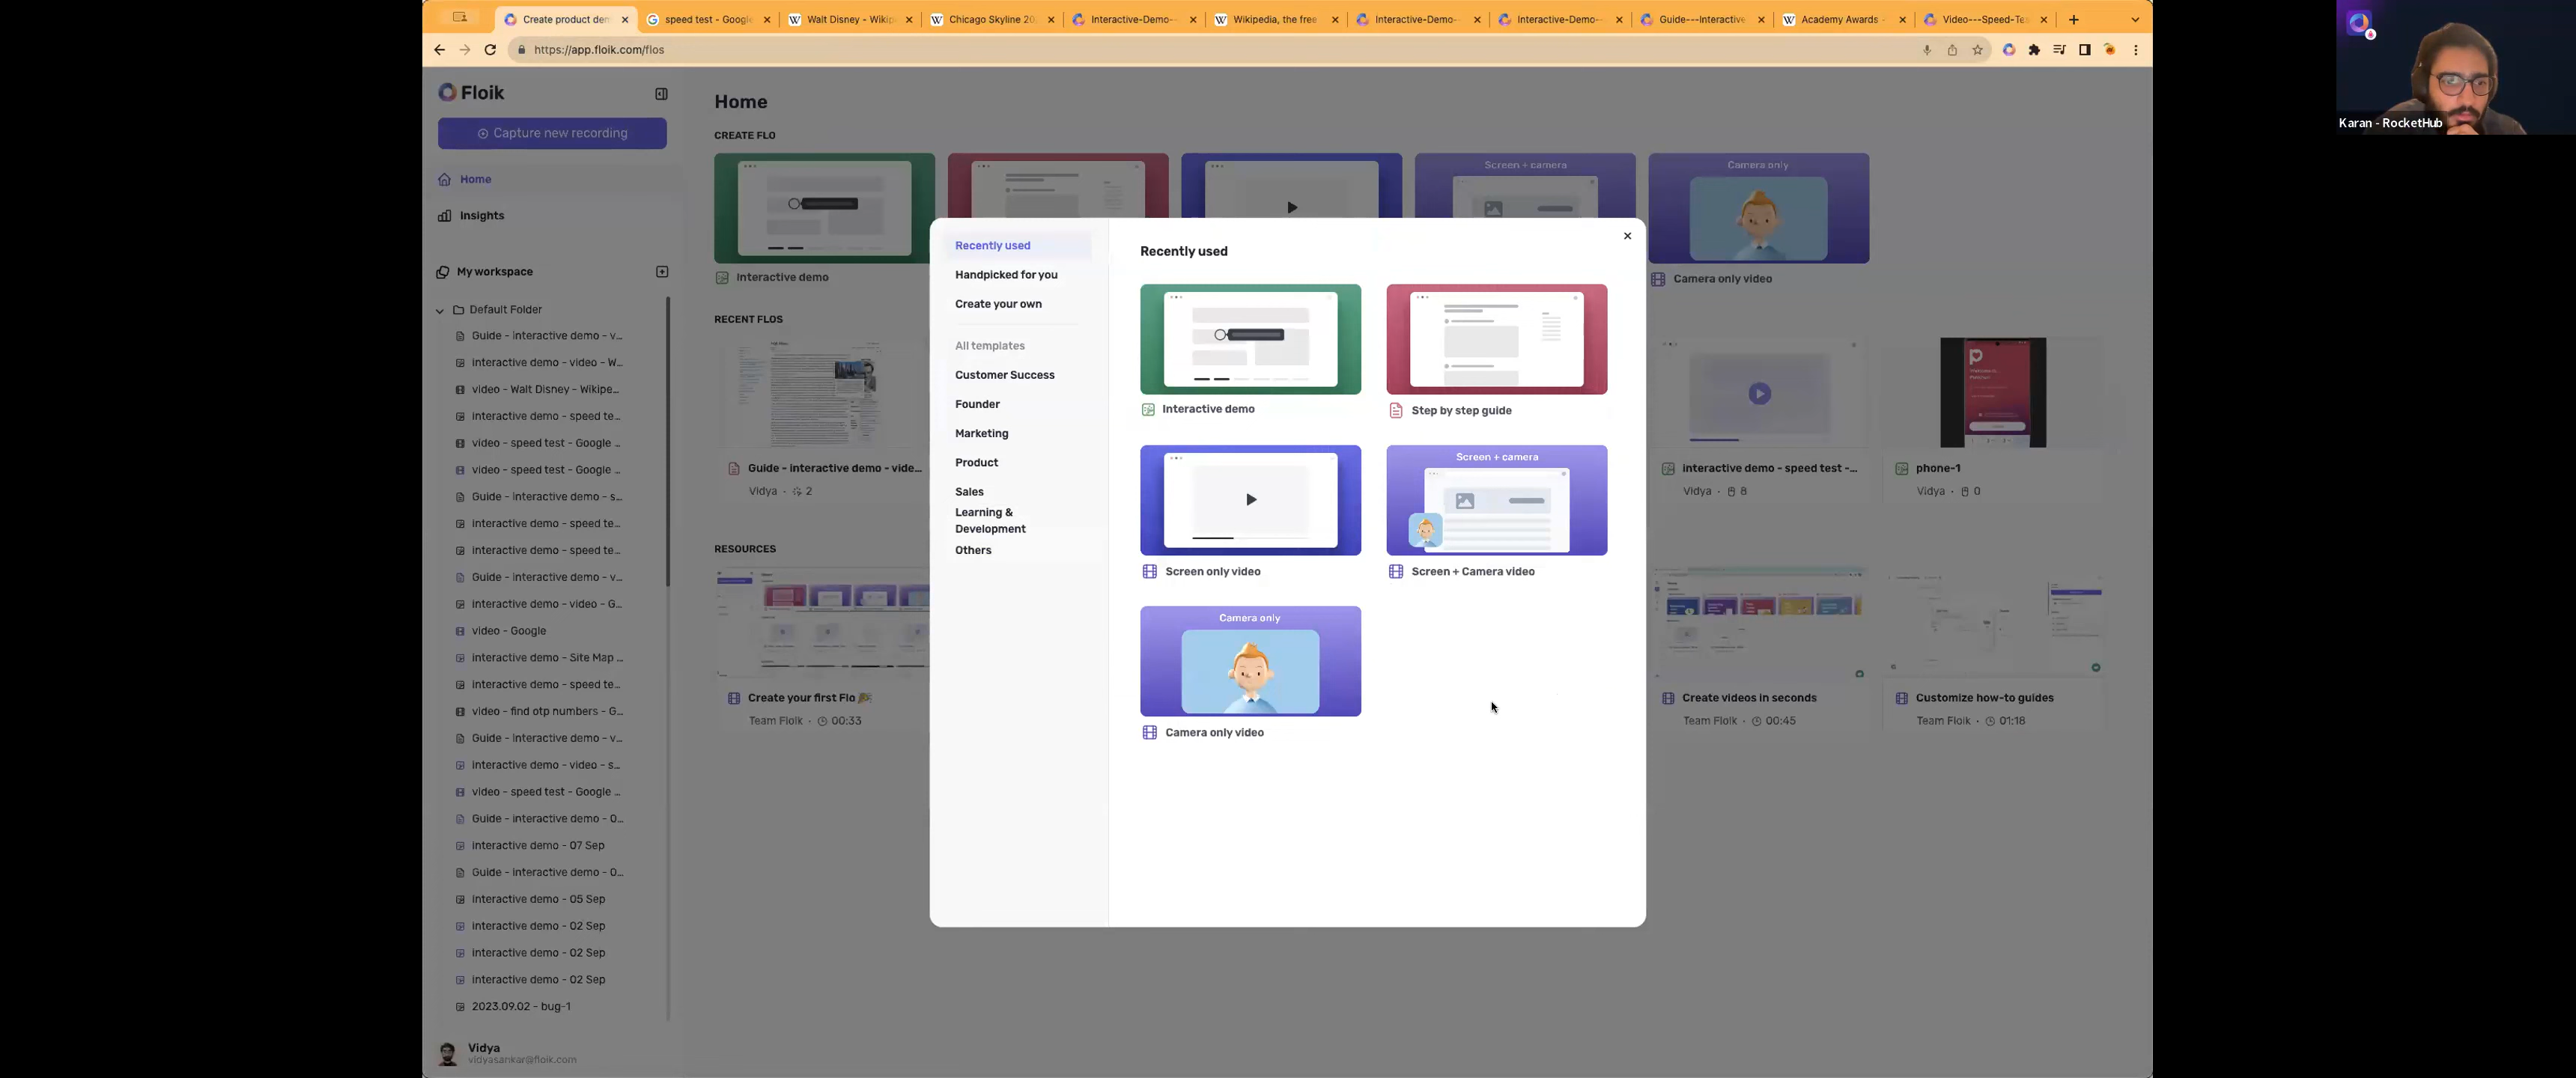 Create product dem
speed test - Google
Walt Disney - Wikip
Chicago Skyline 20
Interactive-Demo-
Wikipedia, the free
Interactive-Demo-
Interactive-Demo-
Guide---Interactive
Academy Awards -
Video---Speed-Te
https://app.floik.com/flos
Karan - RocketHub
Floik
Capture new recording
Home
Insights
My workspace
Default Folder
Guide - interactive demo - v...
interactive demo - video - W...
video - Walt Disney - Wikipe...
interactive demo - speed te...
video - speed test - Google ...
video - speed test - Google ...
Guide - interactive demo - s...
interactive demo - speed te...
interactive demo - speed te...
Guide - interactive demo - v...
interactive demo - video - G...
video - Google
interactive demo - Site Map ...
interactive demo - speed te...
video - find otp numbers - G...
Guide - interactive demo - v...
interactive demo - video - s...
video - speed test - Google ...
Guide - interactive demo - 0...
interactive demo - 07 Sep
Guide - interactive demo - 0...
interactive demo - 05 Sep
interactive demo - 02 Sep
interactive demo - 02 Sep
interactive demo - 02 Sep
2023.09.02 - bug-1
Vidya
vidyasankar@floik.com
Home
CREATE FLO
Screen + camera
Camera only
Interactive demo
Camera only video
RECENT FLOS
Guide - interactive demo - vide...
Vidya · 2
interactive demo - speed test -...
Vidya · 8
phone-1
Vidya · 0
RESOURCES
Create your first Flo
Team Floik · 00:33
Create videos in seconds
Team Floik · 00:45
Customize how-to guides
Team Floik · 01:18
Recently used
Handpicked for you
Create your own
All templates
Customer Success
Founder
Marketing
Product
Sales
Learning &
Development
Others
Recently used
Interactive demo
Step by step guide
Screen + camera
Screen only video
Screen + Camera video
Camera only
Camera only video